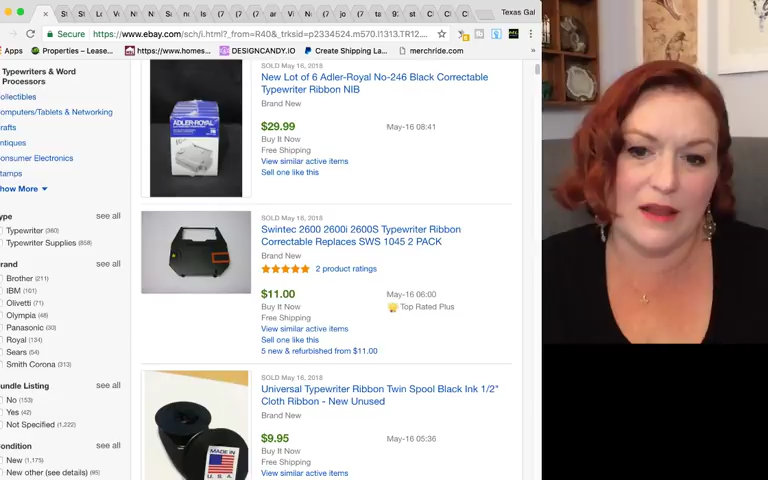 Texas Gal
Secure https://www.ebay.com/sch/i.html?_from=R40&_trksid=p2334524.m570.l1313.TR12....
Apps Properties – Lease... https://www.homes... DESIGNCANDY.IO Create Shipping La... merchride.com »
Typewriters & Word
Processors
ollectibles
omputers/Tablets & Networking
rafts
ntiques
onsumer Electronics
tamps
how More
ype see all
Typewriter (360)
Typewriter Supplies (858)
rand see all
Brother (211)
IBM (101)
Olivetti (71)
Olympia (48)
Panasonic (30)
Royal (134)
Sears (54)
Smith Corona (313)
undle Listing see all
No (153)
Yes (42)
Not Specified (1,222)
ondition see all
New (1,175)
New other (see details) (95)
SOLD May 16, 2018
New Lot of 6 Adler-Royal No-246 Black Correctable
Typewriter Ribbon NIB
Brand New
$29.99 May-16 08:41
Buy It Now
Free Shipping
View similar active items
Sell one like this
ADLER-ROYAL
SOLD May 16, 2018
Swintec 2600 2600i 2600S Typewriter Ribbon
Correctable Replaces SWS 1045 2 PACK
Brand New
2 product ratings
$11.00 May-16 06:00
Buy It Now Top Rated Plus
Free Shipping
View similar active items
Sell one like this
5 new & refurbished from $11.00
SOLD May 16, 2018
Universal Typewriter Ribbon Twin Spool Black Ink 1/2"
Cloth Ribbon - New Unused
Brand New
$9.95 May-16 05:36
Buy It Now
Free Shipping
View similar active items
MADE IN
U.S.A.